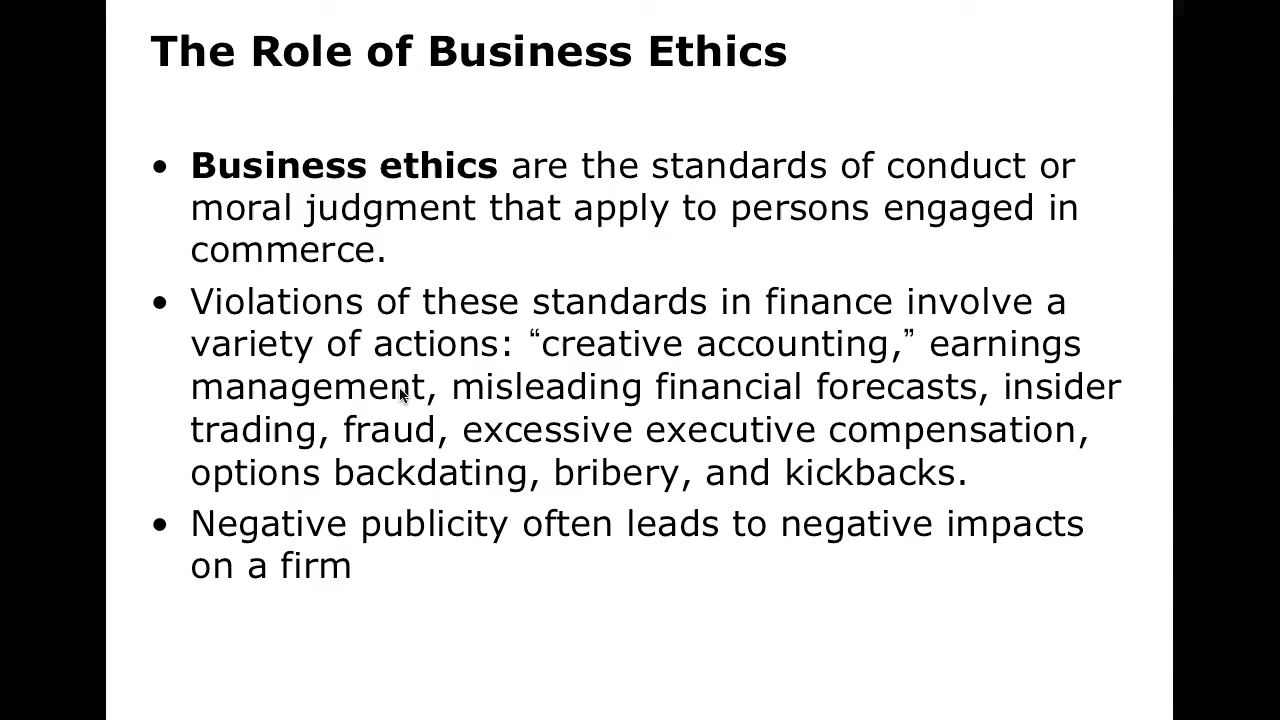 The Role of Business Ethics
• Business ethics are the standards of conduct or
moral judgment that apply to persons engaged in
commerce.
• Violations of these standards in finance involve a
variety of actions: “creative accounting,” earnings
management, misleading financial forecasts, insider
trading, fraud, excessive executive compensation,
options backdating, bribery, and kickbacks.
• Negative publicity often leads to negative impacts
on a firm